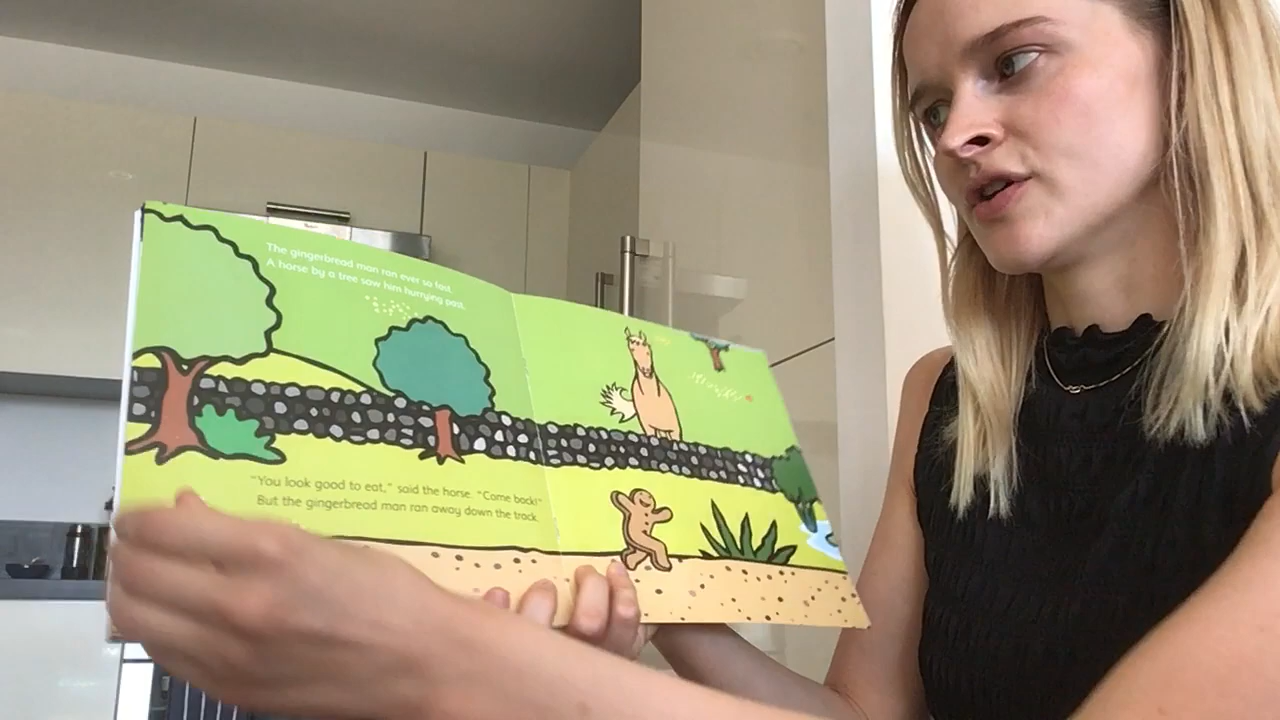 The gingerbread man ran ever so fast.
A horse by a tree saw him hurrying past.
"You look good to eat," said the horse. "Come back!"
But the gingerbread man ran away down the track.